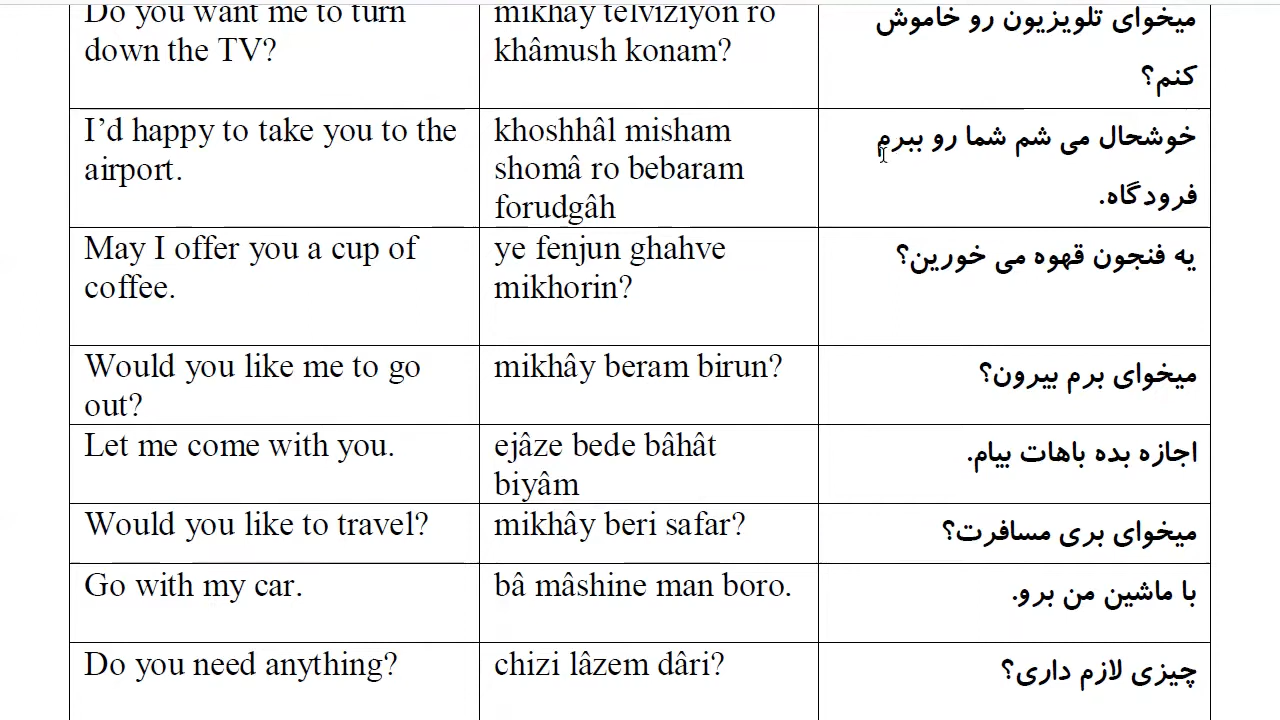 Do you want me to turn
down the TV?
mikhây telviziyon ro
khâmush konam?
میخوای تلویزیون رو خاموش
کنم؟
I’d happy to take you to the
airport.
khoshhâl misham
shomâ ro bebaram
forudgâh
خوشحال می شم شما رو ببرم
فرودگاه.
May I offer you a cup of
coffee.
ye fenjun ghahve
mikhorin?
یه فنجون قهوه می خورین؟
Would you like me to go
out?
mikhây beram birun?
میخوای برم بیرون؟
Let me come with you.
ejâze bede bâhât
biyâm
اجازه بده باهات بیام.
Would you like to travel?
mikhây beri safar?
میخوای بری مسافرت؟
Go with my car.
bâ mâshine man boro.
با ماشین من برو.
Do you need anything?
chizi lâzem dâri?
چیزی لازم داری؟